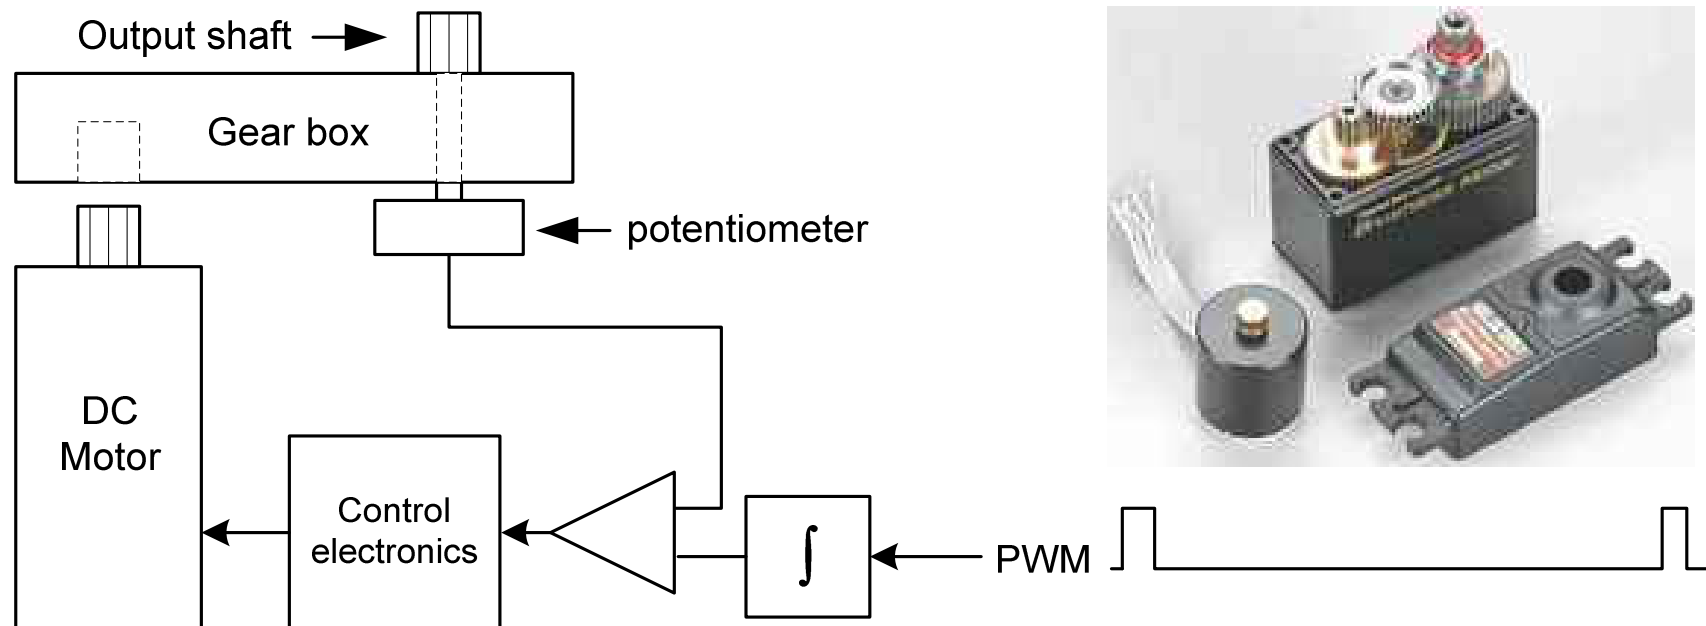 Output shaft
Gear box
potentiometer
DC
Motor
Control
electronics
∫
PWM